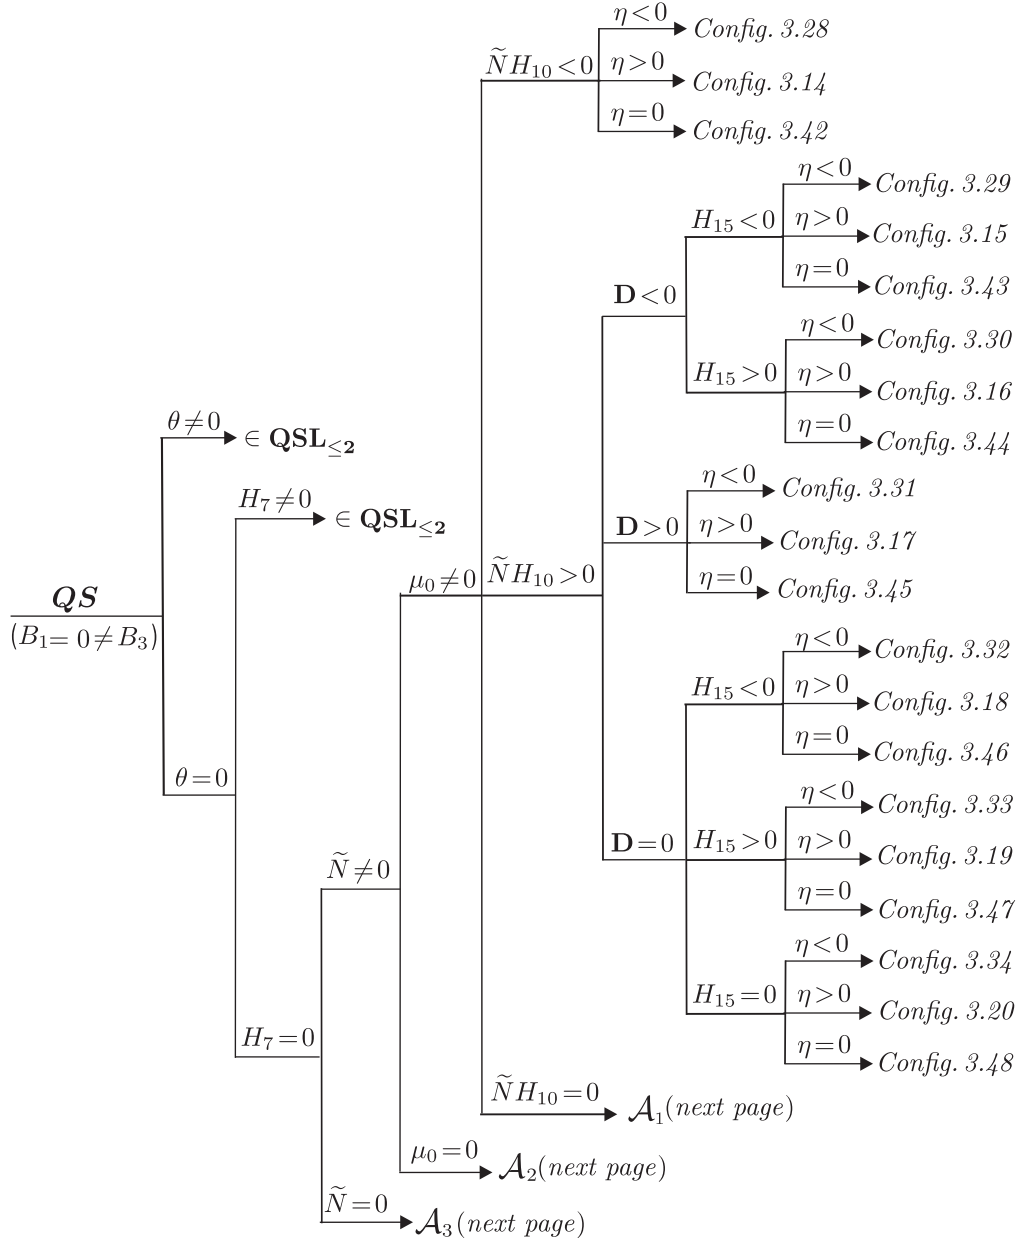 η<0
Config. 3.28
ÑH₁₀<0
η>0
Config. 3.14
η=0
Config. 3.42
η<0
Config. 3.29
H₁₅<0
η>0
Config. 3.15
η=0
Config. 3.43
D<0
η<0
Config. 3.30
H₁₅>0
η>0
Config. 3.16
η=0
Config. 3.44
θ≠0
∈ QSL≤2
H₇≠0
∈ QSL≤2
η<0
Config. 3.31
D>0
η>0
Config. 3.17
η=0
Config. 3.45
μ₀≠0
ÑH₁₀>0
QS
(B₁=0≠B₃)
η<0
Config. 3.32
H₁₅<0
η>0
Config. 3.18
η=0
Config. 3.46
θ=0
η<0
Config. 3.33
D=0
H₁₅>0
η>0
Config. 3.19
η=0
Config. 3.47
Ñ≠0
η<0
Config. 3.34
H₁₅=0
η>0
Config. 3.20
η=0
Config. 3.48
H₇=0
ÑH₁₀=0
𝒜₁(next page)
μ₀=0
𝒜₂(next page)
Ñ=0
𝒜₃(next page)